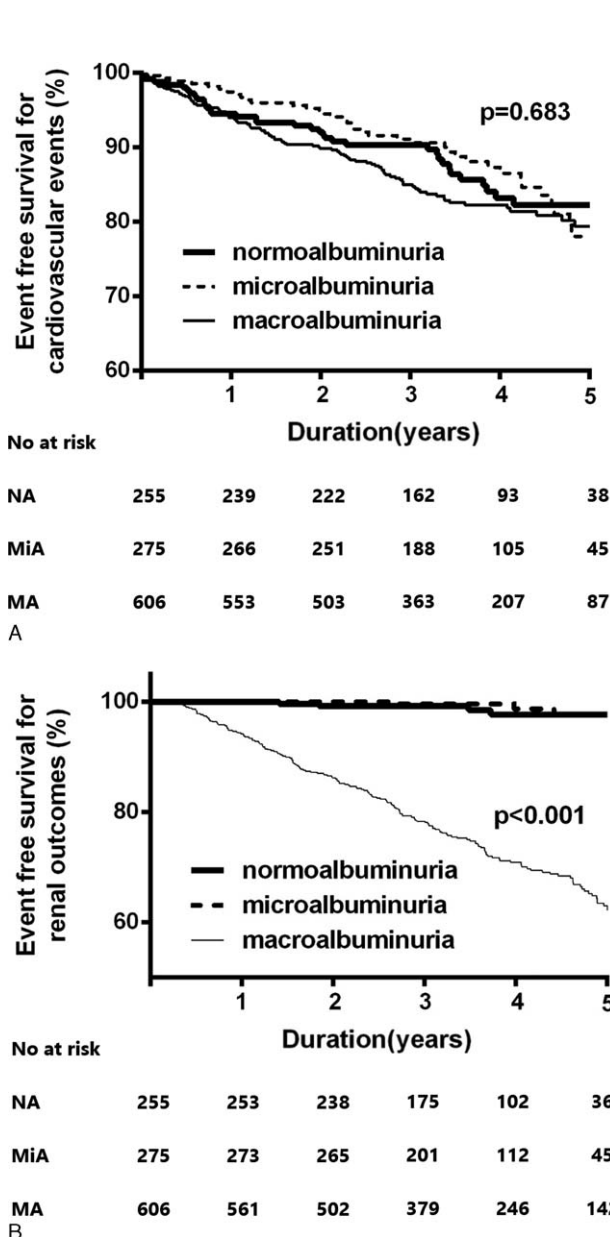 Event free survival for
cardiovascular events (%)
100
90
80
70
60
p=0.683
normoalbuminuria
microalbuminuria
macroalbuminuria
1 2 3 4 5
Duration(years)
No at risk
NA 255 239 222 162 93 38
MiA 275 266 251 188 105 45
MA 606 553 503 363 207 87
A
Event free survival for
renal outcomes (%)
100
80
60
p<0.001
normoalbuminuria
microalbuminuria
macroalbuminuria
1 2 3 4 5
Duration(years)
No at risk
NA 255 253 238 175 102 36
MiA 275 273 265 201 112 45
MA 606 561 502 379 246
B